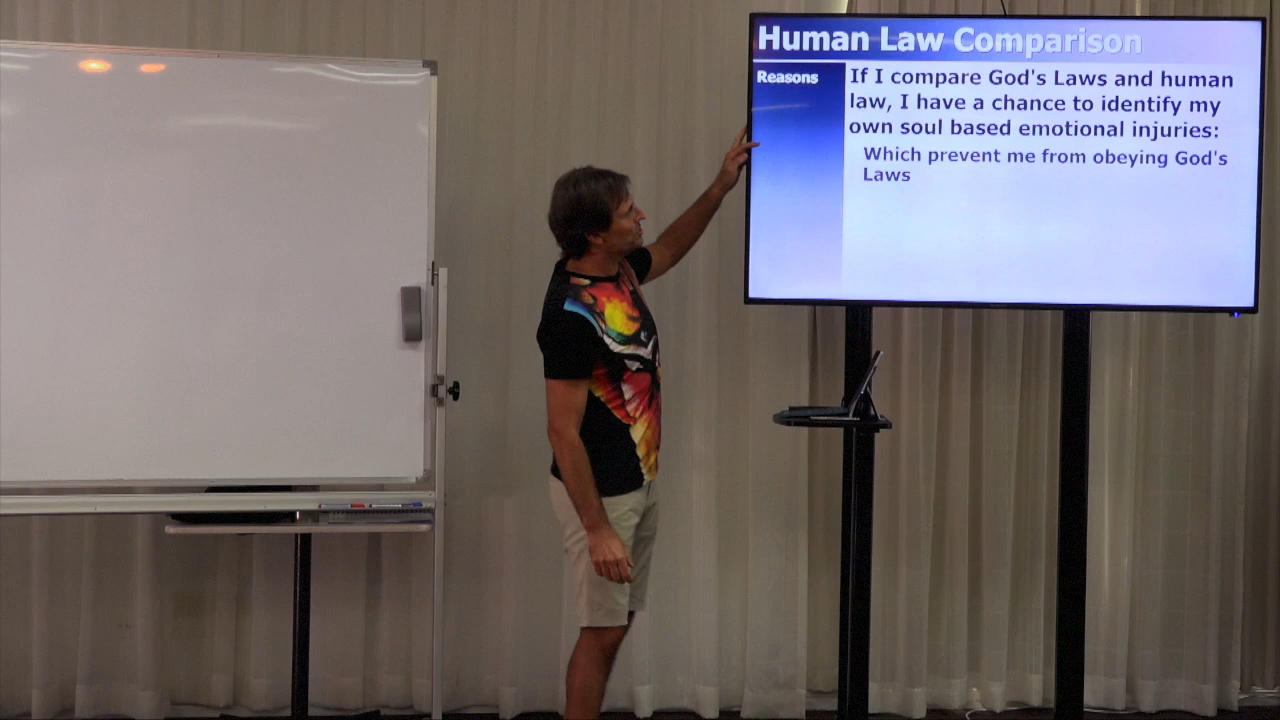 Human Law Comparison
Reasons
If I compare God's Laws and human
law, I have a chance to identify my
own soul based emotional injuries:
Which prevent me from obeying God's
Laws